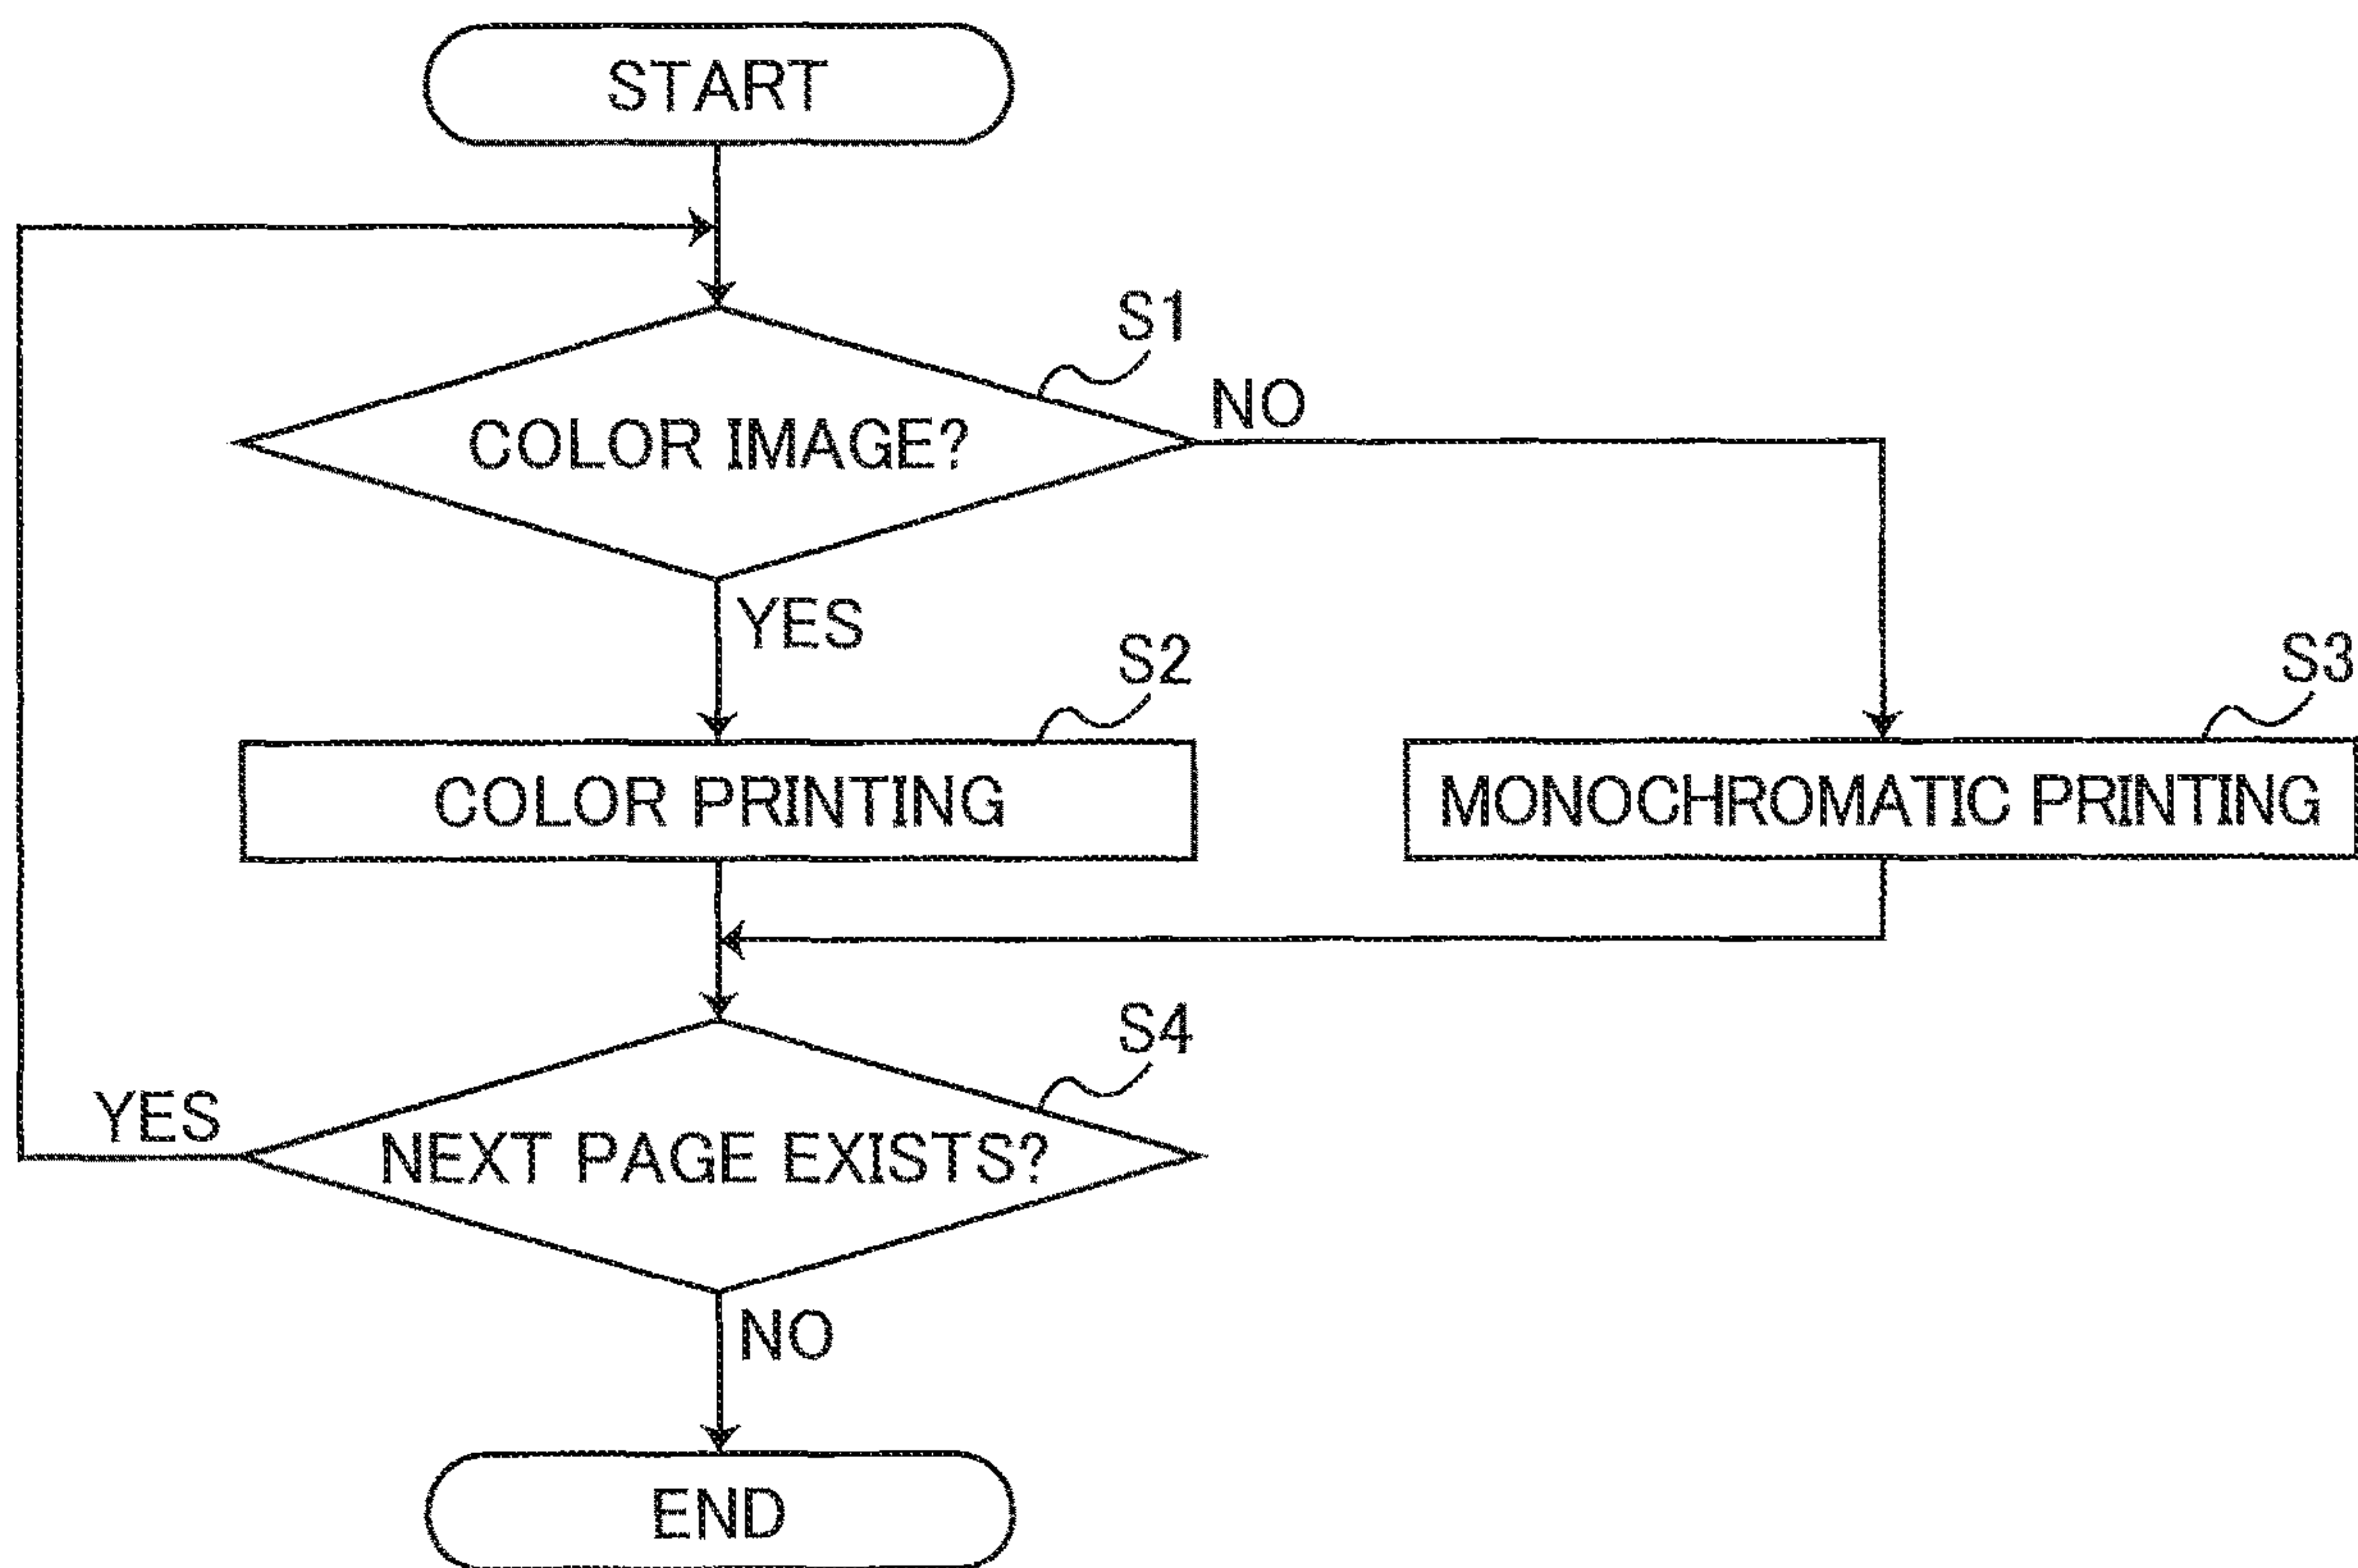 START
S1
COLOR IMAGE?
NO
YES
S2
S3
COLOR PRINTING
MONOCHROMATIC PRINTING
S4
YES
NEXT PAGE EXISTS?
NO
END